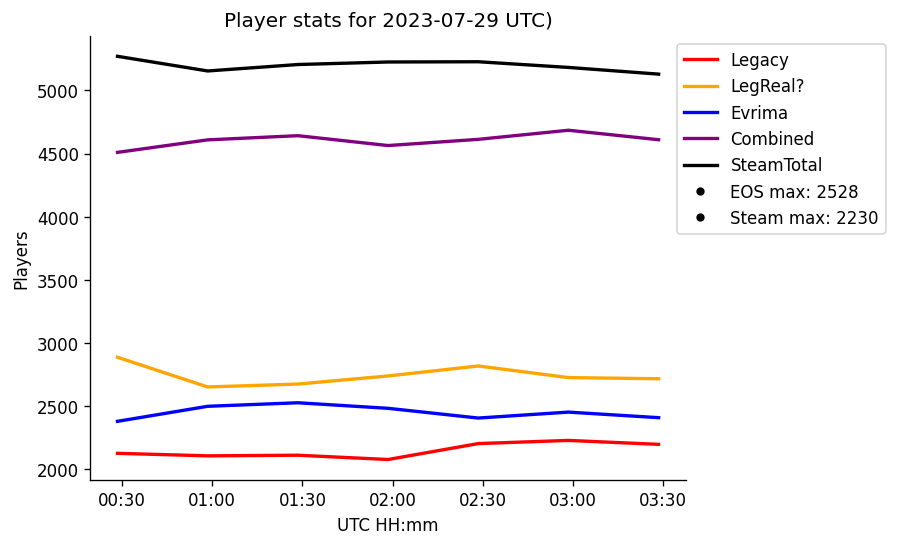 Player stats for 2023-07-29 UTC)
Legacy
LegReal?
Evrima
Combined
SteamTotal
EOS max: 2528
Steam max: 2230
Players
5000
4500
4000
3500
3000
2500
2000
00:30 01:00 01:30 02:00 02:30 03:00 03:30
UTC HH:mm